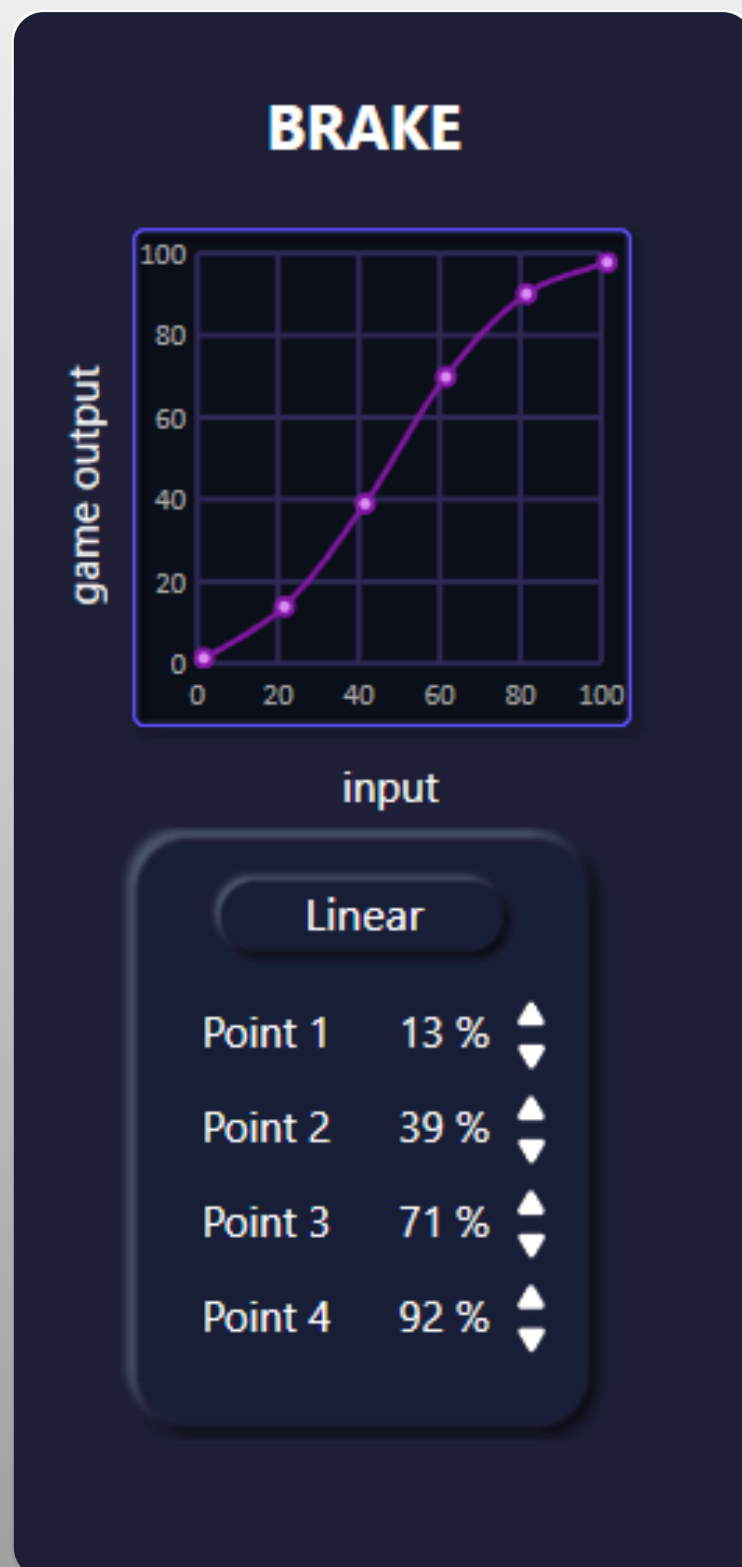 BRAKE
game output
100
80
60
40
20
0
0 20 40 60 80 100
input
Linear
Point 1 13 %
Point 2 39 %
Point 3 71 %
Point 4 92 %